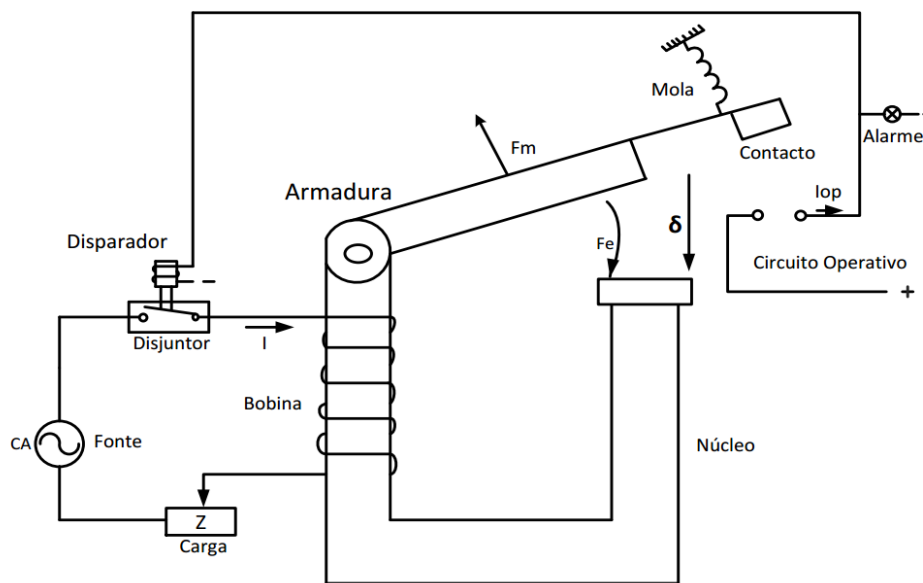 Mola
Alarme
Fm
Contacto
Armadura
Iop
Disparador
δ
Fe
Circuito Operativo
+
Disjuntor
I
Bobina
CA
Fonte
Núcleo
Z
Carga